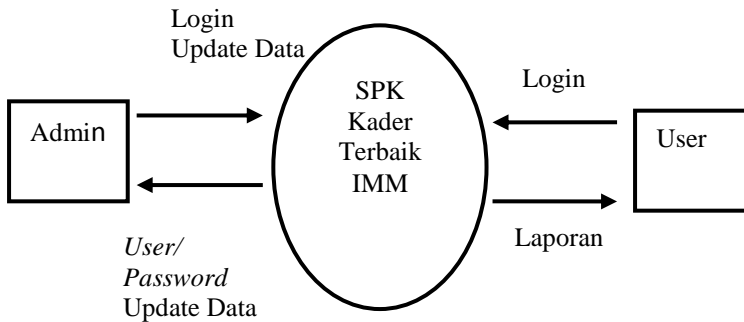 Login
Update Data
Admin
SPK
Kader
Terbaik
IMM
Login
User
Laporan
User/
Password
Update Data